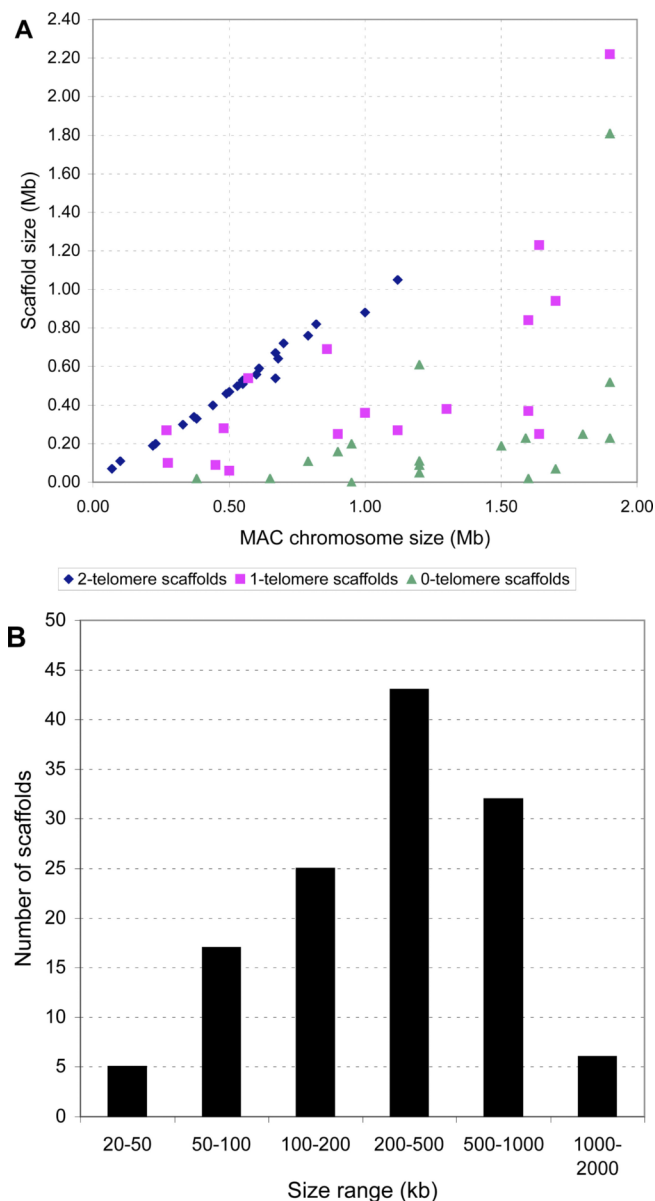 A
2.40
2.20
2.00
1.80
1.60
1.40
1.20
1.00
0.80
0.60
0.40
0.20
0.00
Scaffold size (Mb)
0.00 0.50 1.00 1.50 2.00
MAC chromosome size (Mb)
2-telomere scaffolds 1-telomere scaffolds 0-telomere scaffolds
B
50
45
40
35
30
25
20
15
10
5
0
Number of scaffolds
20-50 50-100 100-200 200-500 500-1000 1000-
2000
Size range (kb)